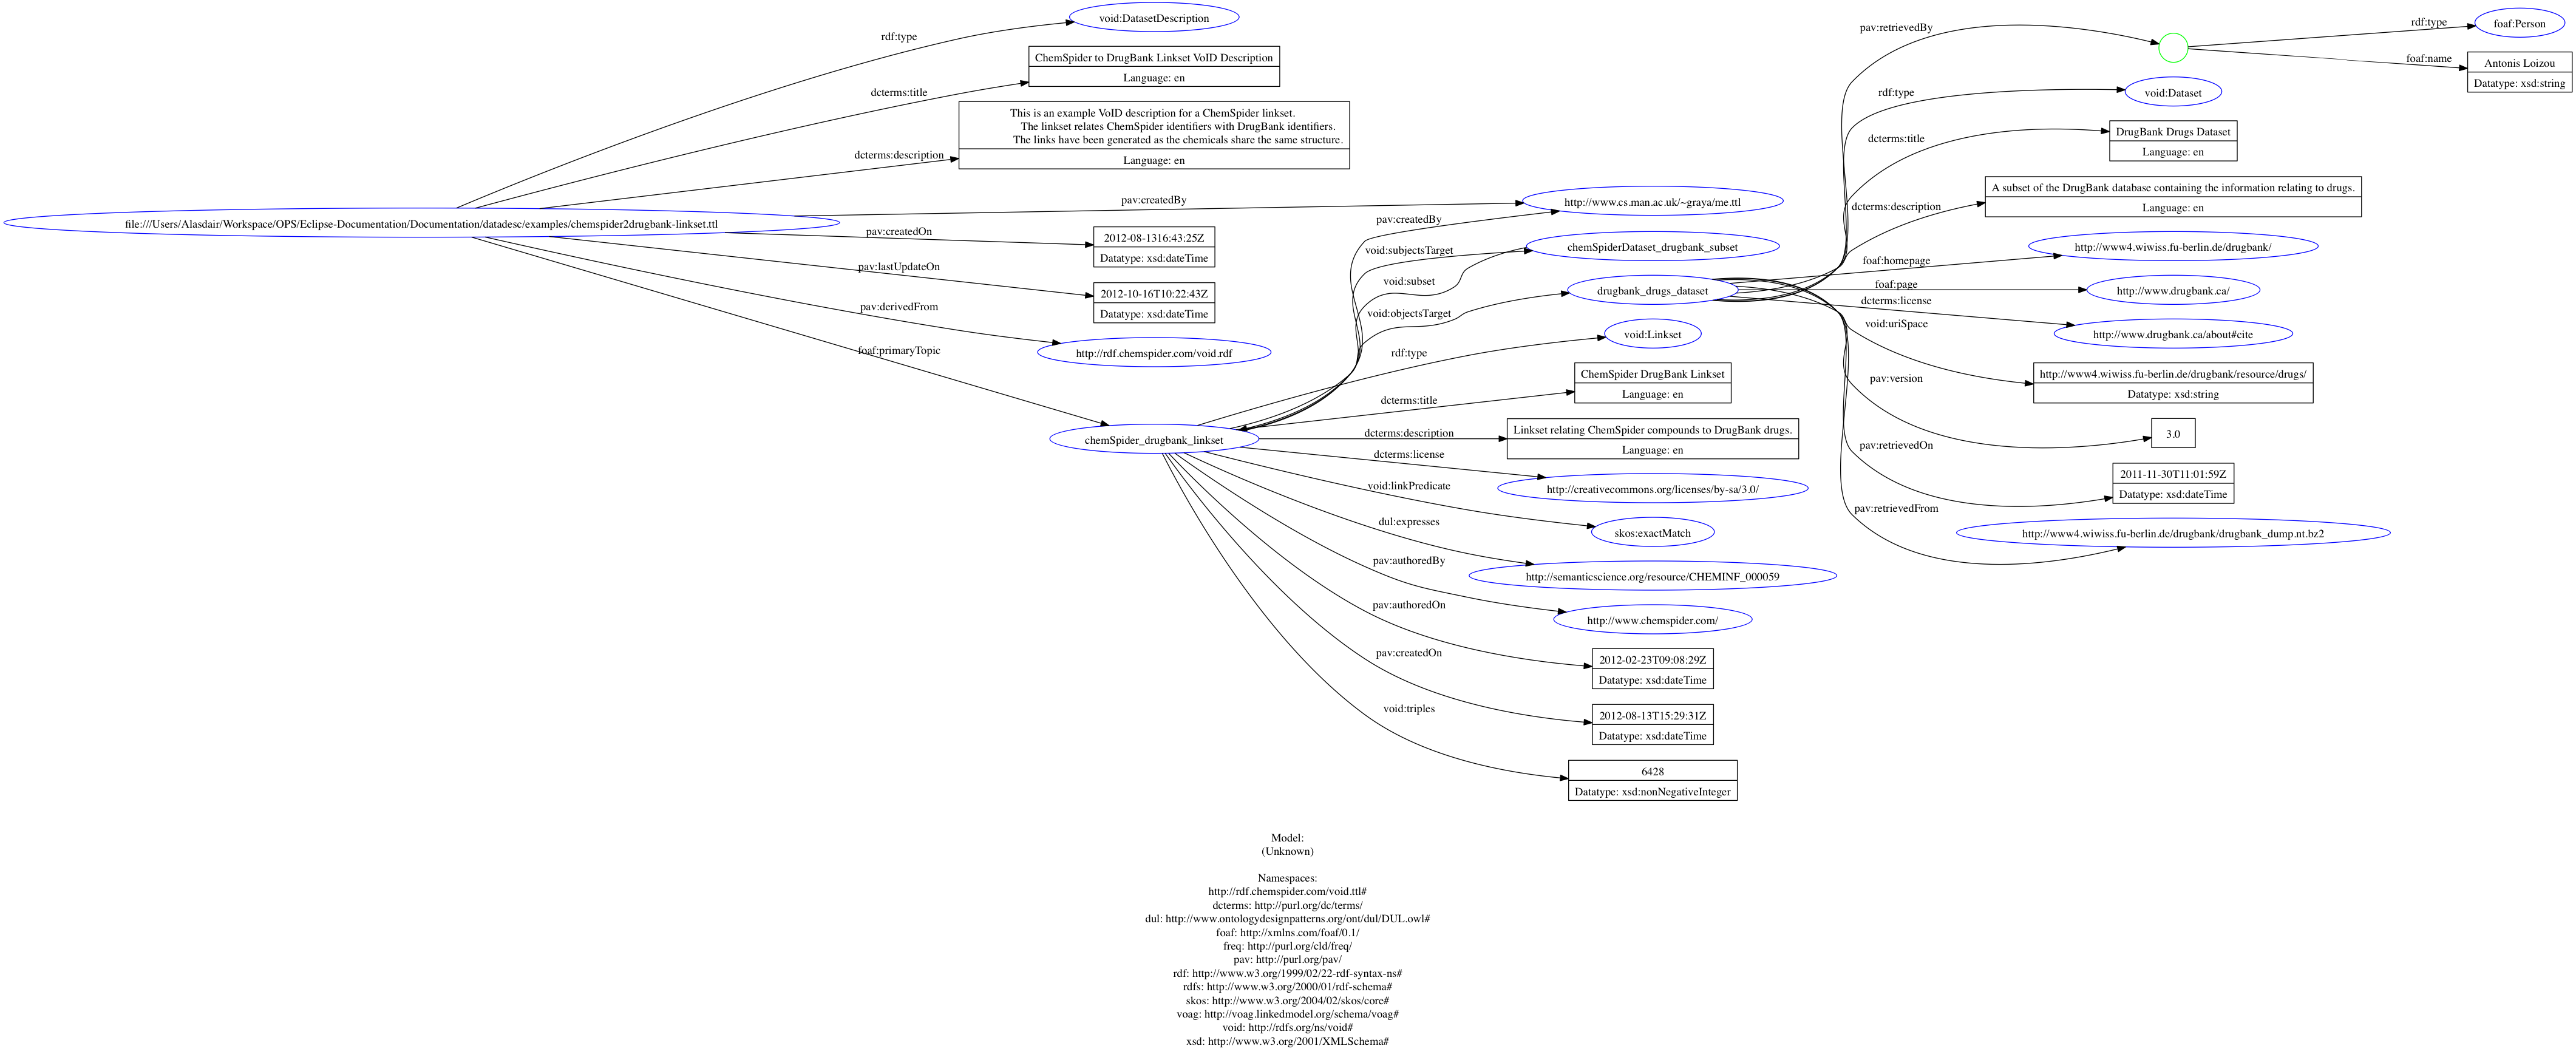 void:DatasetDescription
rdf:type
ChemSpider to DrugBank Linkset VoID Description
Language: en
dcterms:title
This is an example VoID description for a ChemSpider linkset.
The linkset relates ChemSpider identifiers with DrugBank identifiers.
The links have been generated as the chemicals share the same structure.
Language: en
dcterms:description
file:///Users/Alasdair/Workspace/OPS/Eclipse-Documentation/Documentation/datadesc/examples/chemspider2drugbank-linkset.ttl
pav:createdBy
http://www.cs.man.ac.uk/~graya/me.ttl
pav:createdOn
2012-08-1316:43:25Z
Datatype: xsd:dateTime
pav:lastUpdateOn
2012-10-16T10:22:43Z
Datatype: xsd:dateTime
pav:derivedFrom
http://rdf.chemspider.com/void.rdf
foaf:primaryTopic
chemSpider_drugbank_linkset
pav:createdBy
void:subjectsTarget
chemSpiderDataset_drugbank_subset
void:subset
void:objectsTarget
drugbank_drugs_dataset
rdf:type
void:Linkset
dcterms:title
ChemSpider DrugBank Linkset
Language: en
dcterms:description
Linkset relating ChemSpider compounds to DrugBank drugs.
Language: en
dcterms:license
http://creativecommons.org/licenses/by-sa/3.0/
void:linkPredicate
skos:exactMatch
dul:expresses
http://semanticscience.org/resource/CHEMINF_000059
pav:authoredBy
http://www.chemspider.com/
pav:authoredOn
2012-02-23T09:08:29Z
Datatype: xsd:dateTime
pav:createdOn
2012-08-13T15:29:31Z
Datatype: xsd:dateTime
void:triples
6428
Datatype: xsd:nonNegativeInteger
pav:retrievedBy
rdf:type
foaf:Person
foaf:name
Antonis Loizou
Datatype: xsd:string
rdf:type
void:Dataset
dcterms:title
DrugBank Drugs Dataset
Language: en
dcterms:description
A subset of the DrugBank database containing the information relating to drugs.
Language: en
foaf:homepage
http://www4.wiwiss.fu-berlin.de/drugbank/
foaf:page
http://www.drugbank.ca/
dcterms:license
http://www.drugbank.ca/about#cite
void:uriSpace
http://www4.wiwiss.fu-berlin.de/drugbank/resource/drugs/
Datatype: xsd:string
pav:version
3.0
pav:retrievedOn
2011-11-30T11:01:59Z
Datatype: xsd:dateTime
pav:retrievedFrom
http://www4.wiwiss.fu-berlin.de/drugbank/drugbank_dump.nt.bz2
Model:
(Unknown)
Namespaces:
http://rdf.chemspider.com/void.ttl#
dcterms: http://purl.org/dc/terms/
dul: http://www.ontologydesignpatterns.org/ont/dul/DUL.owl#
foaf: http://xmlns.com/foaf/0.1/
freq: http://purl.org/cld/freq/
pav: http://purl.org/pav/
rdf: http://www.w3.org/1999/02/22-rdf-syntax-ns#
rdfs: http://www.w3.org/2000/01/rdf-schema#
skos: http://www.w3.org/2004/02/skos/core#
voag: http://voag.linkedmodel.org/schema/voag#
void: http://rdfs.org/ns/void#
xsd: http://www.w3.org/2001/XMLSchema#